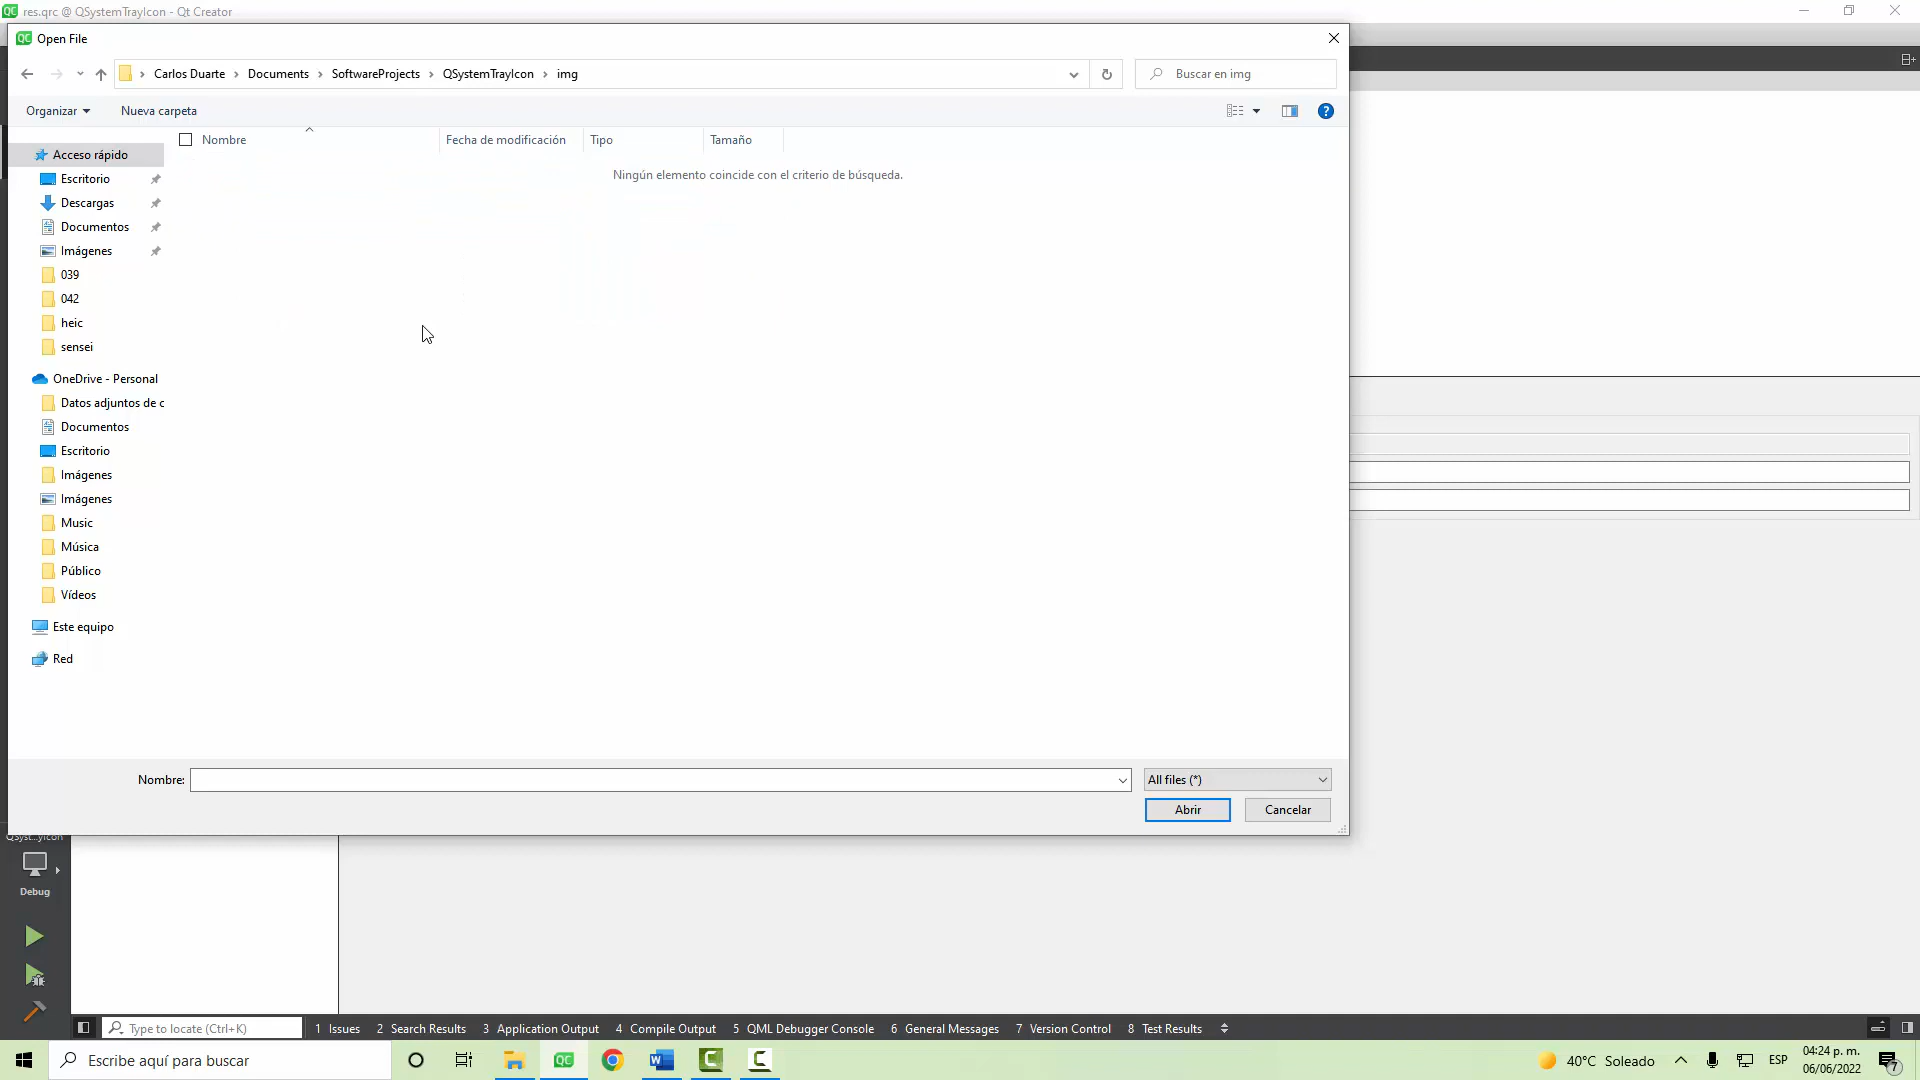 res.qrc @ QSystemTrayIcon - Qt Creator
Open File
Carlos Duarte
Documents
SoftwareProjects
QSystemTrayIcon
img
Buscar en img
Organizar
Nueva carpeta
Nombre
Fecha de modificación
Tipo
Tamaño
Ningún elemento coincide con el criterio de búsqueda.
Acceso rápido
Escritorio
Descargas
Documentos
Imágenes
039
042
heic
sensei
OneDrive - Personal
Datos adjuntos de c
Documentos
Escritorio
Imágenes
Imágenes
Music
Música
Público
Vídeos
Este equipo
Red
Nombre:
All files (*)
Abrir
Cancelar
QSyst...yIcon
Debug
Type to locate (Ctrl+K)
1 Issues
2 Search Results
3 Application Output
4 Compile Output
5 QML Debugger Console
6 General Messages
7 Version Control
8 Test Results
Escribe aquí para buscar
40°C Soleado
ESP
04:24 p. m.
06/06/2022
7